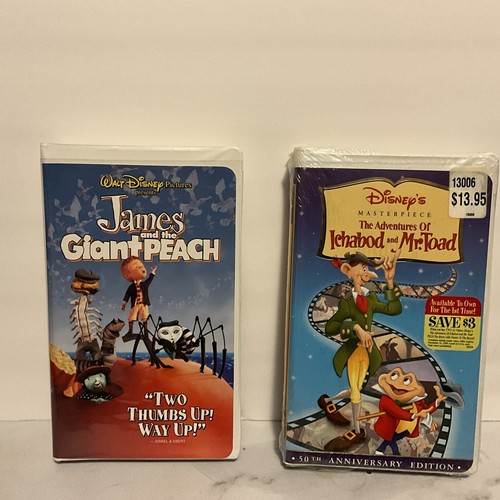 WALT DISNEY Pictures
presents
James
and the
Giant PEACH
"TWO
THUMBS UP!
WAY UP!"
—SISKEL & EBERT
DISNEY'S
MASTERPIECE
The Adventures Of
Ichabod and Mr. Toad
13006
$13.95
Available To Own
For The 1st Time!
SAVE $3
50TH ANNIVERSARY EDITION